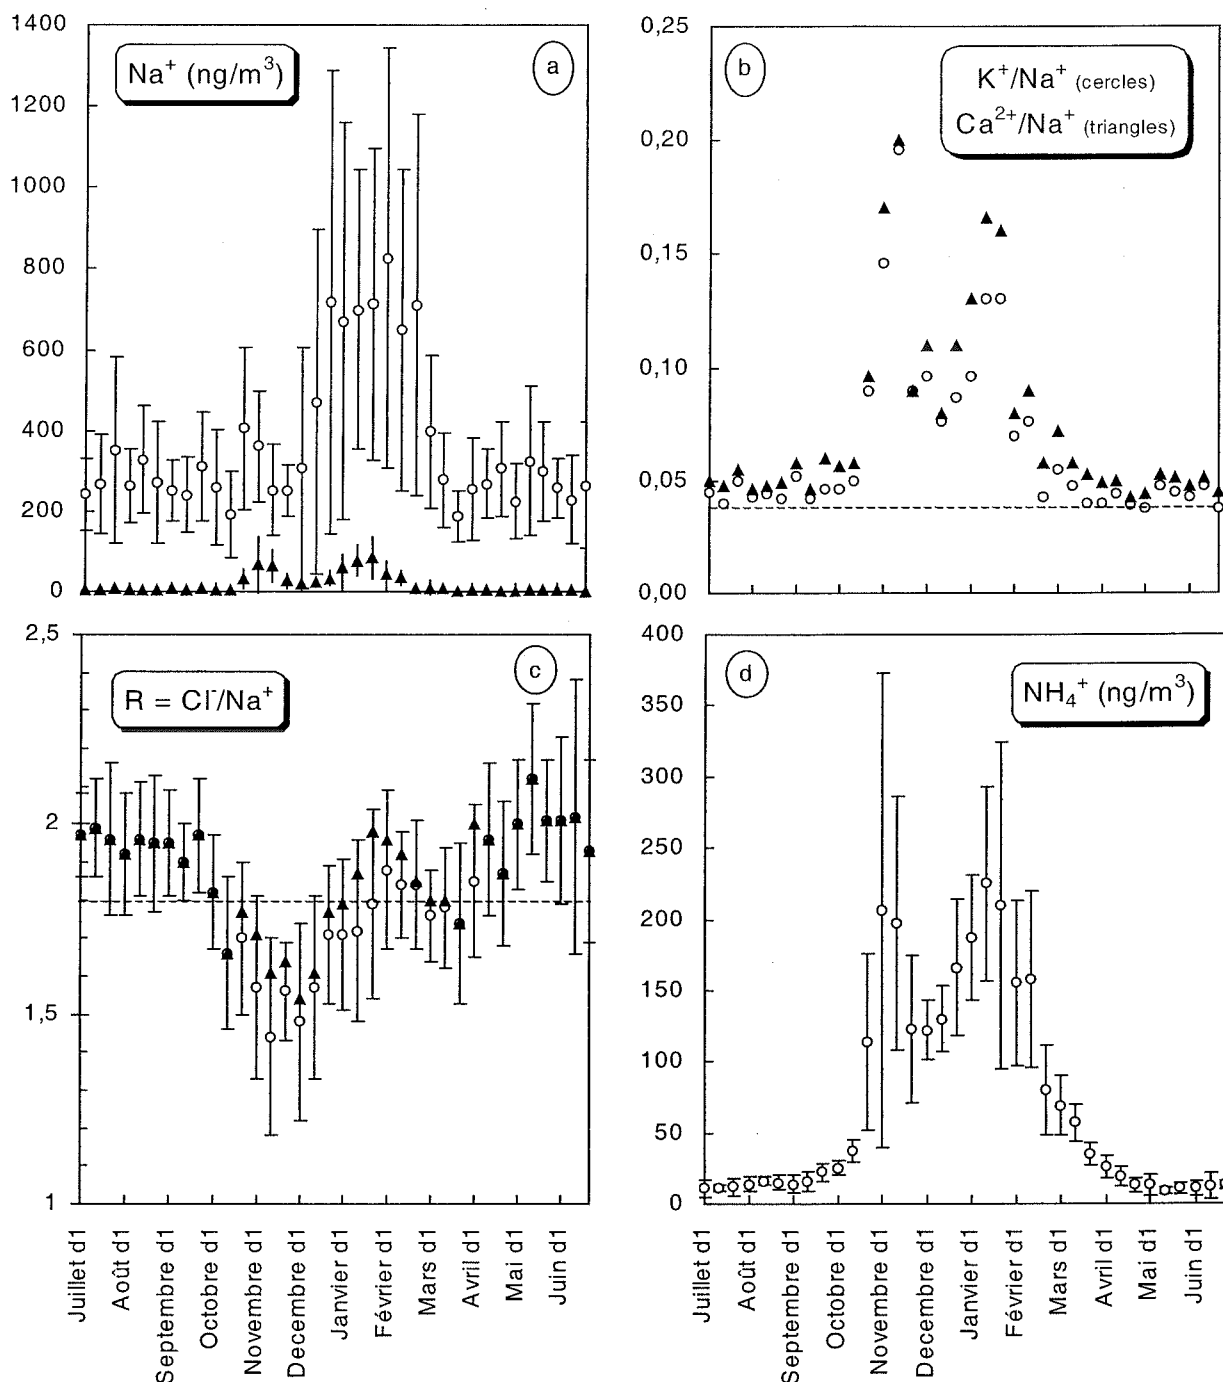 1400
1200
1000
800
600
400
200
0
Na⁺ (ng/m³)
a
0,25
0,20
0,15
0,10
0,05
0,00
b
K⁺/Na⁺ (cercles)
Ca²⁺/Na⁺ (triangles)
2,5
2
1,5
1
R = Cl⁻/Na⁺
c
Juillet d1
Août d1
Septembre d1
Octobre d1
Novembre d1
Decembre d1
Janvier d1
Février d1
Mars d1
Avril d1
Mai d1
Juin d1
400
350
300
250
200
150
100
50
0
d
NH₄⁺ (ng/m³)
Juillet d1
Août d1
Septembre d1
Octobre d1
Novembre d1
Decembre d1
Janvier d1
Février d1
Mars d1
Avril d1
Mai d1
Juin d1